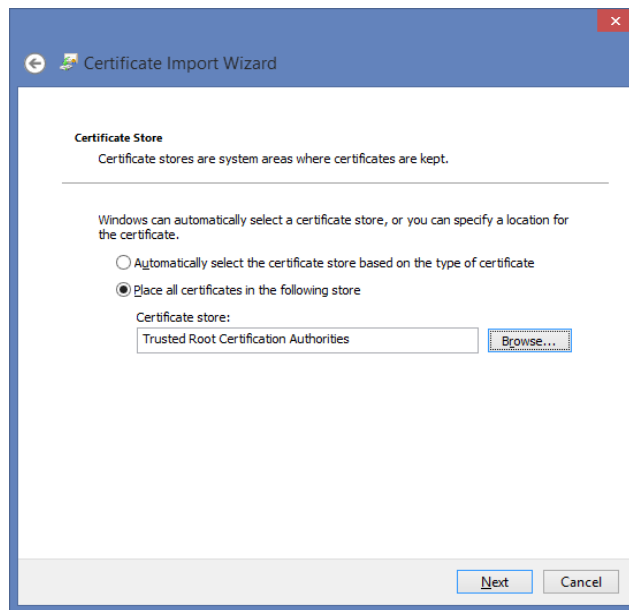 Certificate Import Wizard
Certificate Store
Certificate stores are system areas where certificates are kept.
Windows can automatically select a certificate store, or you can specify a location for
the certificate.
Automatically select the certificate store based on the type of certificate
Place all certificates in the following store
Certificate store:
Trusted Root Certification Authorities
Browse...
Next
Cancel